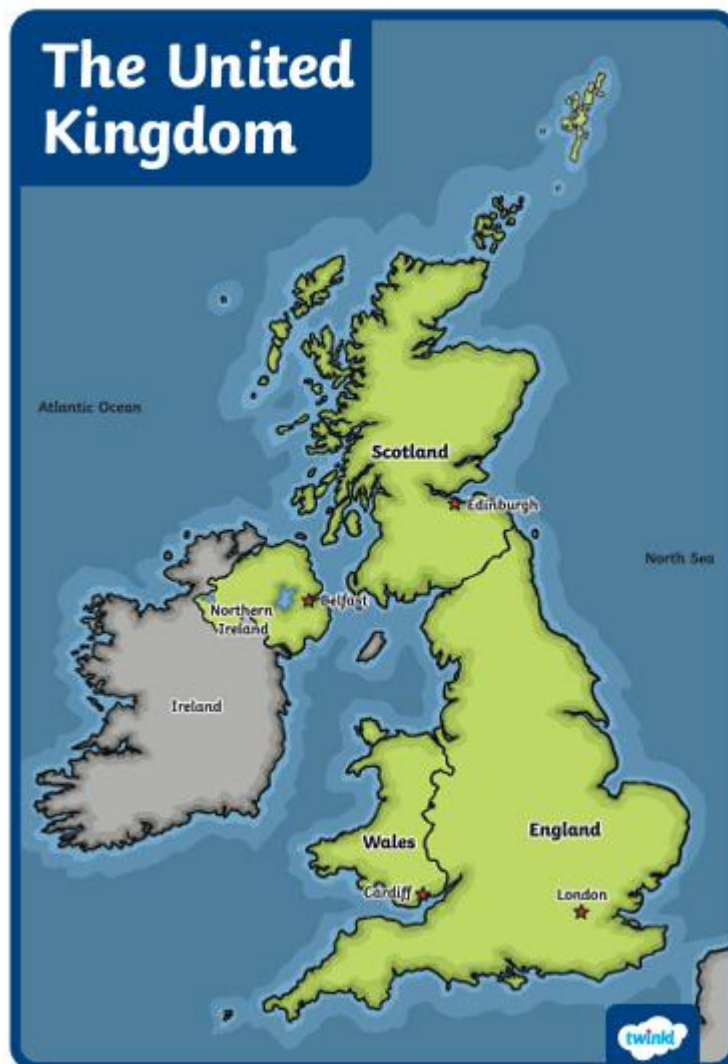 The United
Kingdom
Atlantic Ocean
Scotland
Edinburgh
North Sea
Belfast
Northern
Ireland
Ireland
England
Wales
Cardiff
London
twinkl